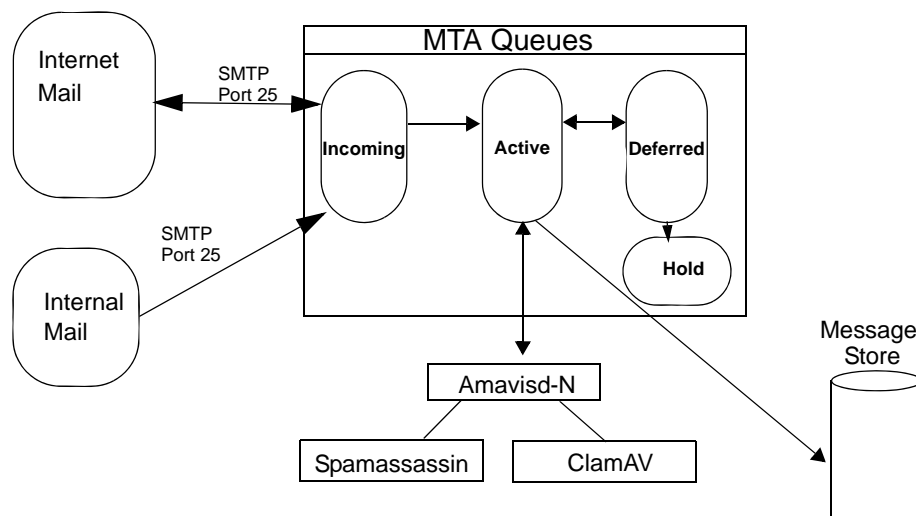 MTA Queues
Internet
Mail
SMTP
Port 25
Incoming
Active
Deferred
Hold
SMTP
Port 25
Internal
Mail
Message
Store
Amavisd-N
Spamassassin
ClamAV